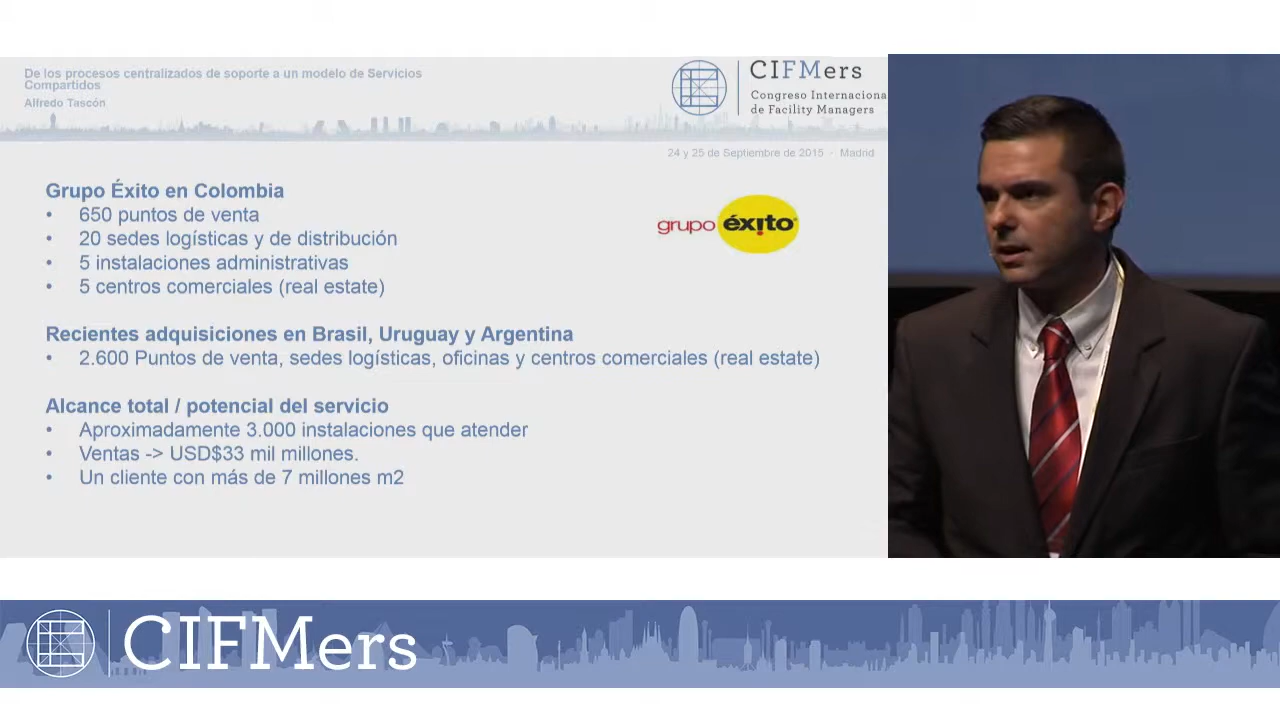 De los procesos centralizados de soporte a un modelo de Servicios
Compartidos
Alfredo Tascón
CIFMers
Congreso Internaciona
de Facility Managers
24 y 25 de Septiembre de 2015 - Madrid
Grupo Éxito en Colombia
• 650 puntos de venta
• 20 sedes logísticas y de distribución
• 5 instalaciones administrativas
• 5 centros comerciales (real estate)
grupo éxito
Recientes adquisiciones en Brasil, Uruguay y Argentina
• 2.600 Puntos de venta, sedes logísticas, oficinas y centros comerciales (real estate)
Alcance total / potencial del servicio
• Aproximadamente 3.000 instalaciones que atender
• Ventas -> USD$33 mil millones.
• Un cliente con más de 7 millones m2
CIFMers